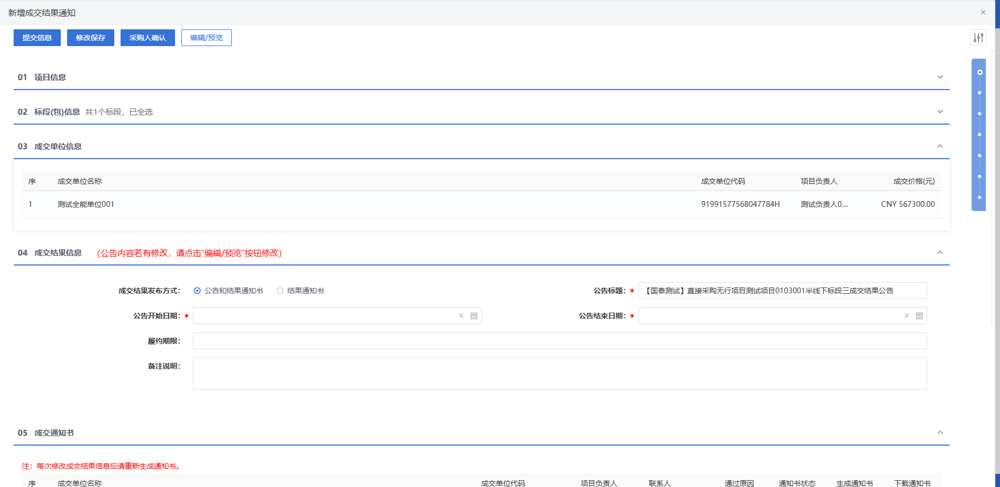 新增成交结果通知
提交信息 修改保存 采购人确认 编辑/预览
01 项目信息
02 标段(包)信息 共1个标段，已全选
03 成交单位信息
序 成交单位名称 成交单位代码 项目负责人 成交价格(元)
1 测试全能单位001 91991577568047784H 测试负责人0... CNY 567300.00
04 成交结果信息 （公告内容若有修改，请点击“编辑/预览”按钮修改）
成交结果发布方式： 公告和结果通知书 结果通知书 公告标题：* 【国泰测试】直接采购无行项目测试项目0103001半线下标段三成交结果公告
公告开始日期：* 公告结束日期：*
履约期限：
备注说明：
05 成交通知书
注：每次修改成交结果信息后请重新生成通知书。
序 成交单位名称 成交单位代码 项目负责人 联系人 通过原因 通知书状态 生成通知书 下载通知书